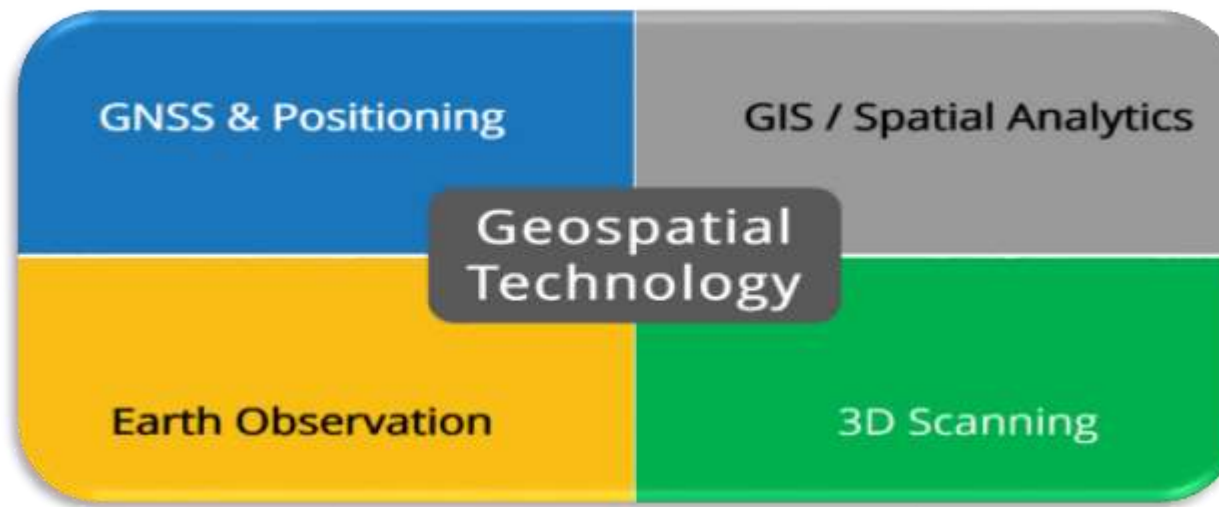 GNSS & Positioning
GIS / Spatial Analytics
Geospatial
Technology
Earth Observation
3D Scanning